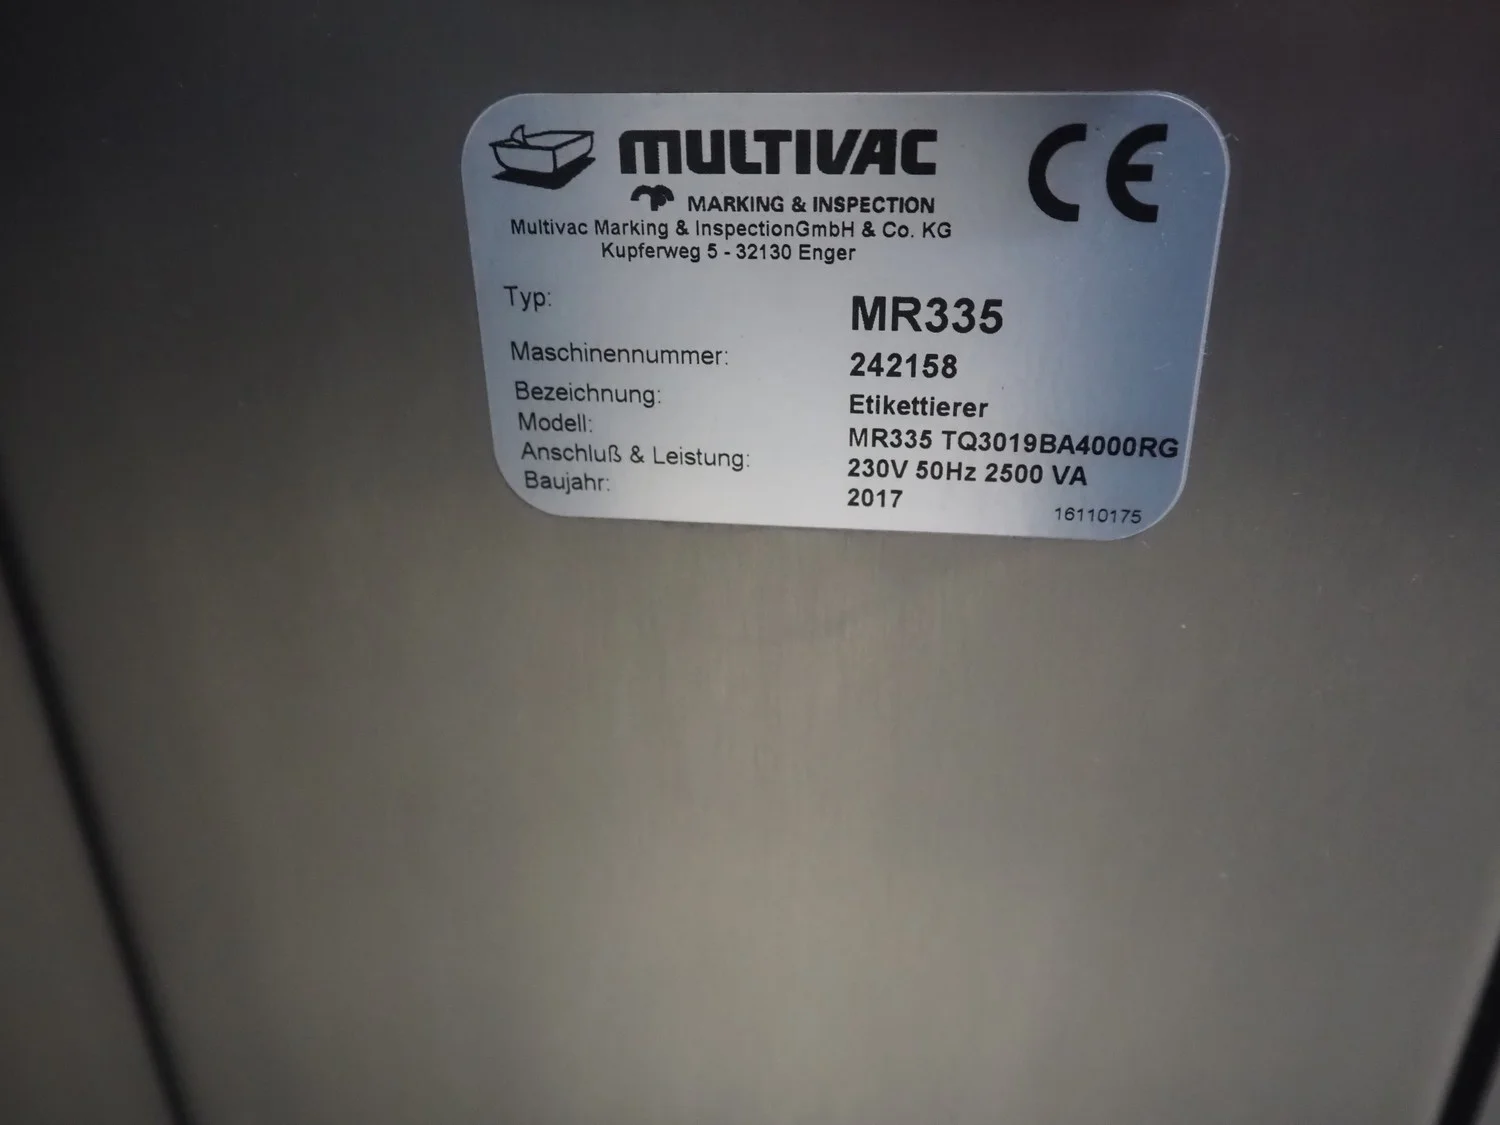 MULTIVAC
MARKING & INSPECTION
CE
Multivac Marking & InspectionGmbH & Co. KG
Kupferweg 5 - 32130 Enger
Typ: MR335
Maschinennummer: 242158
Bezeichnung: Etikettierer
Modell: MR335 TQ3019BA4000RG
Anschluß & Leistung: 230V 50Hz 2500 VA
Baujahr: 2017
16110175